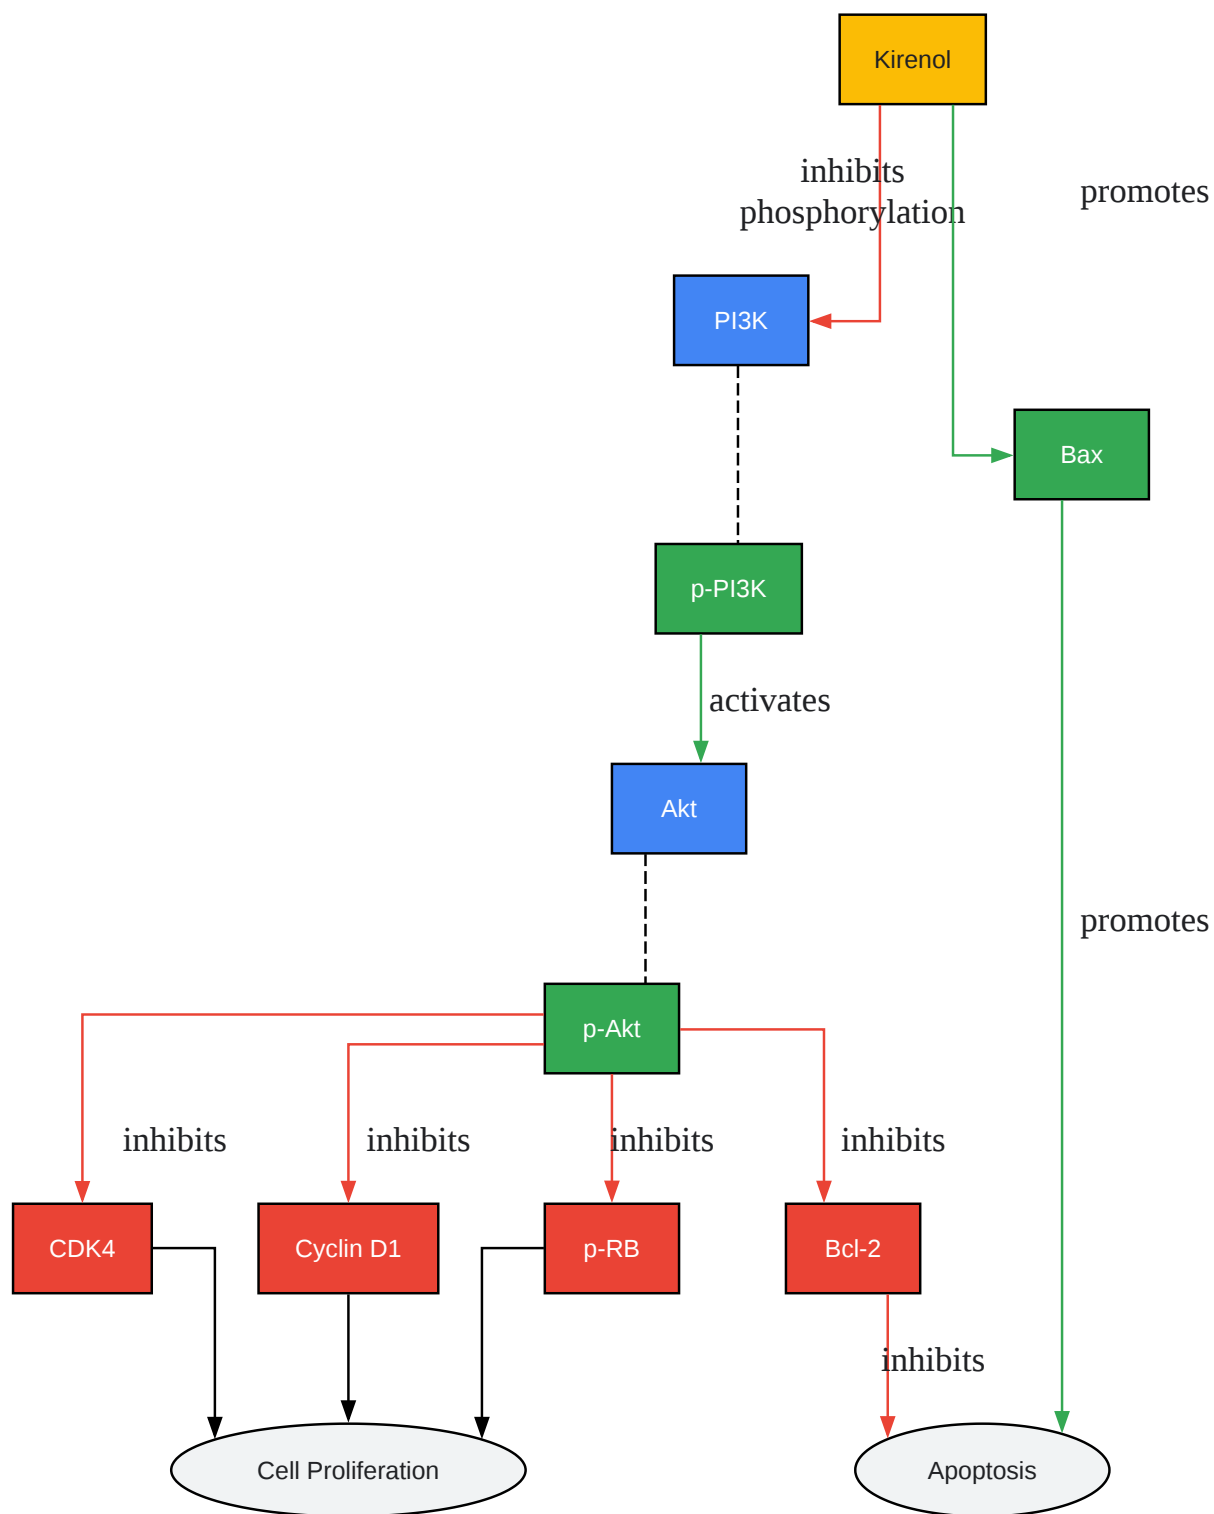 Kirenol
inhibits
phosphorylation
promotes
PI3K
Bax
p-PI3K
activates
Akt
promotes
p-Akt
inhibits
inhibits
inhibits
inhibits
CDK4
Cyclin D1
p-RB
Bcl-2
inhibits
Cell Proliferation
Apoptosis